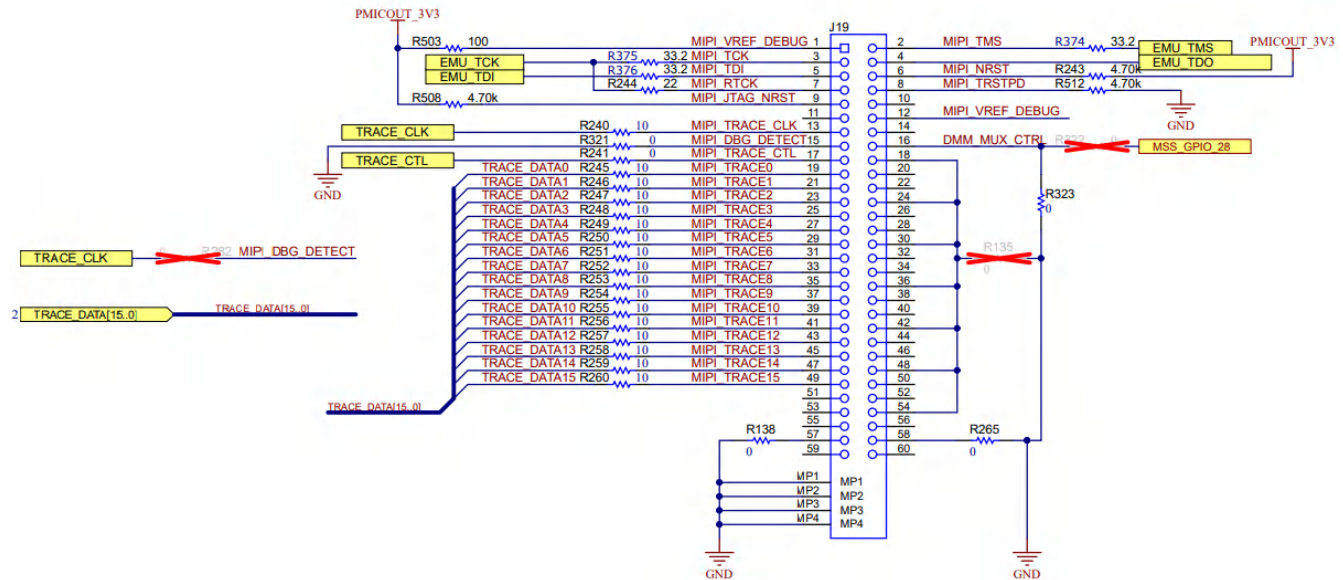 PMICOUT_3V3
J19
R503 100 MIPI_VREF_DEBUG 1 2 MIPI_TMS R374 33.2 EMU_TMS PMICOUT_3V3
EMU_TCK R375 33.2 MIPI_TCK 3 4 EMU_TDO
EMU_TDI R376 33.2 MIPI_TDI 5 6 MIPI_NRST R243 4.70k
R244 22 MIPI_RTCK 7 8 MIPI_TRSTPD R512 4.70k
R508 4.70k MIPI_JTAG_NRST 9 10
11 12 MIPI_VREF_DEBUG
GND
TRACE_CLK R240 10 MIPI_TRACE_CLK 13 14
R321 0 MIPI_DBG_DETECT 15 16 DMM_MUX_CTRL 0 MSS_GPIO_28
TRACE_CTL R241 0 MIPI_TRACE_CTL 17 18
TRACE_DATA0 R245 10 MIPI_TRACE0 19 20
GND
TRACE_DATA1 R246 10 MIPI_TRACE1 21 22
TRACE_DATA2 R247 10 MIPI_TRACE2 23 24 R323
0
TRACE_DATA3 R248 10 MIPI_TRACE3 25 26
TRACE_DATA4 R249 10 MIPI_TRACE4 27 28
TRACE_DATA5 R250 10 MIPI_TRACE5 29 30 R135
TRACE_CLK MIPI_DBG_DETECT
TRACE_DATA6 R251 10 MIPI_TRACE6 31 32
TRACE_DATA7 R252 10 MIPI_TRACE7 33 34 0
TRACE_DATA8 R253 10 MIPI_TRACE8 35 36
TRACE_DATA9 R254 10 MIPI_TRACE9 37 38
2 TRACE_DATA[15..0] TRACE_DATA[15..0]
TRACE_DATA10 R255 10 MIPI_TRACE10 39 40
TRACE_DATA11 R256 10 MIPI_TRACE11 41 42
TRACE_DATA12 R257 10 MIPI_TRACE12 43 44
TRACE_DATA13 R258 10 MIPI_TRACE13 45 46
TRACE_DATA14 R259 10 MIPI_TRACE14 47 48
TRACE_DATA15 R260 10 MIPI_TRACE15 49 50
51 52
TRACE_DATA[15..0] 53 54
55 56
R138 0 57 58 R265 0
59 60
MP1 MP1
MP2 MP2
MP3 MP3
MP4 MP4
GND GND